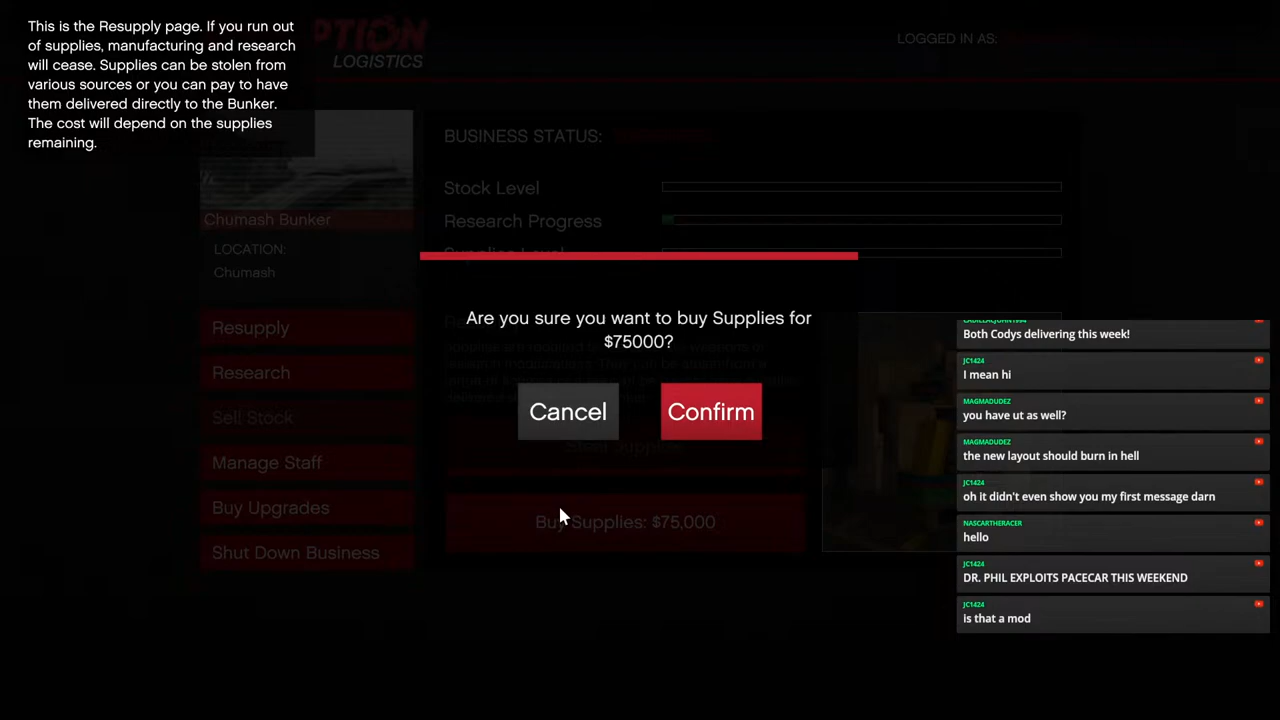 This is the Resupply page. If you run out
of supplies, manufacturing and research
will cease. Supplies can be stolen from
various sources or you can pay to have
them delivered directly to the Bunker.
The cost will depend on the supplies
remaining.
LOGISTICS
LOGGED IN AS:
BUSINESS STATUS:
Stock Level
Research Progress
Supplies Level
Chumash Bunker
LOCATION:
Chumash
Resupply
Research
Sell Stock
Manage Staff
Buy Upgrades
Shut Down Business
Are you sure you want to buy Supplies for
$75000?
Cancel
Confirm
Buy Supplies: $75,000
Both Codys delivering this week!
JC1424
I mean hi
MAGMADUDEZ
you have ut as well?
MAGMADUDEZ
the new layout should burn in hell
JC1424
oh it didn't even show you my first message darn
NASCARTHERACER
hello
JC1424
DR. PHIL EXPLOITS PACECAR THIS WEEKEND
JC1424
is that a mod